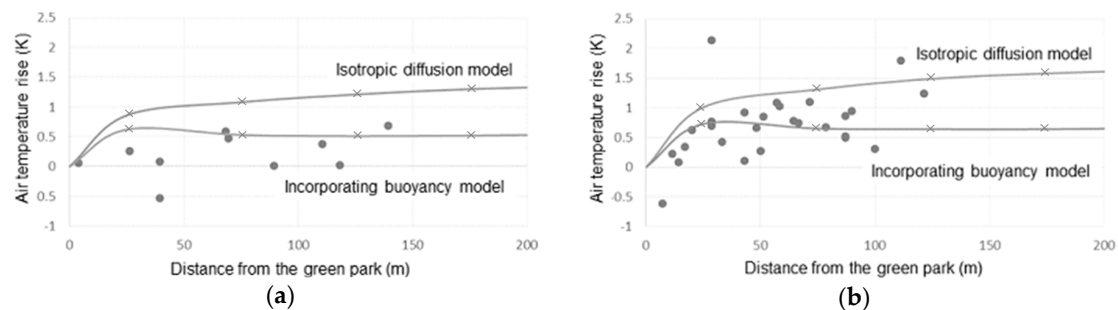 2.5
2
1.5
1
0.5
0
0.5
-1
Air temperature rise (K)
Isotropic diffusion model
Incorporating buoyancy model
0 50 100 150 200
Distance from the green park (m)
(a)
2.5
2
1.5
1
0.5
0
0.5
-1
Air temperature rise (K)
Isotropic diffusion model
Incorporating buoyancy model
0 50 100 150 200
Distance from the green park (m)
(b)